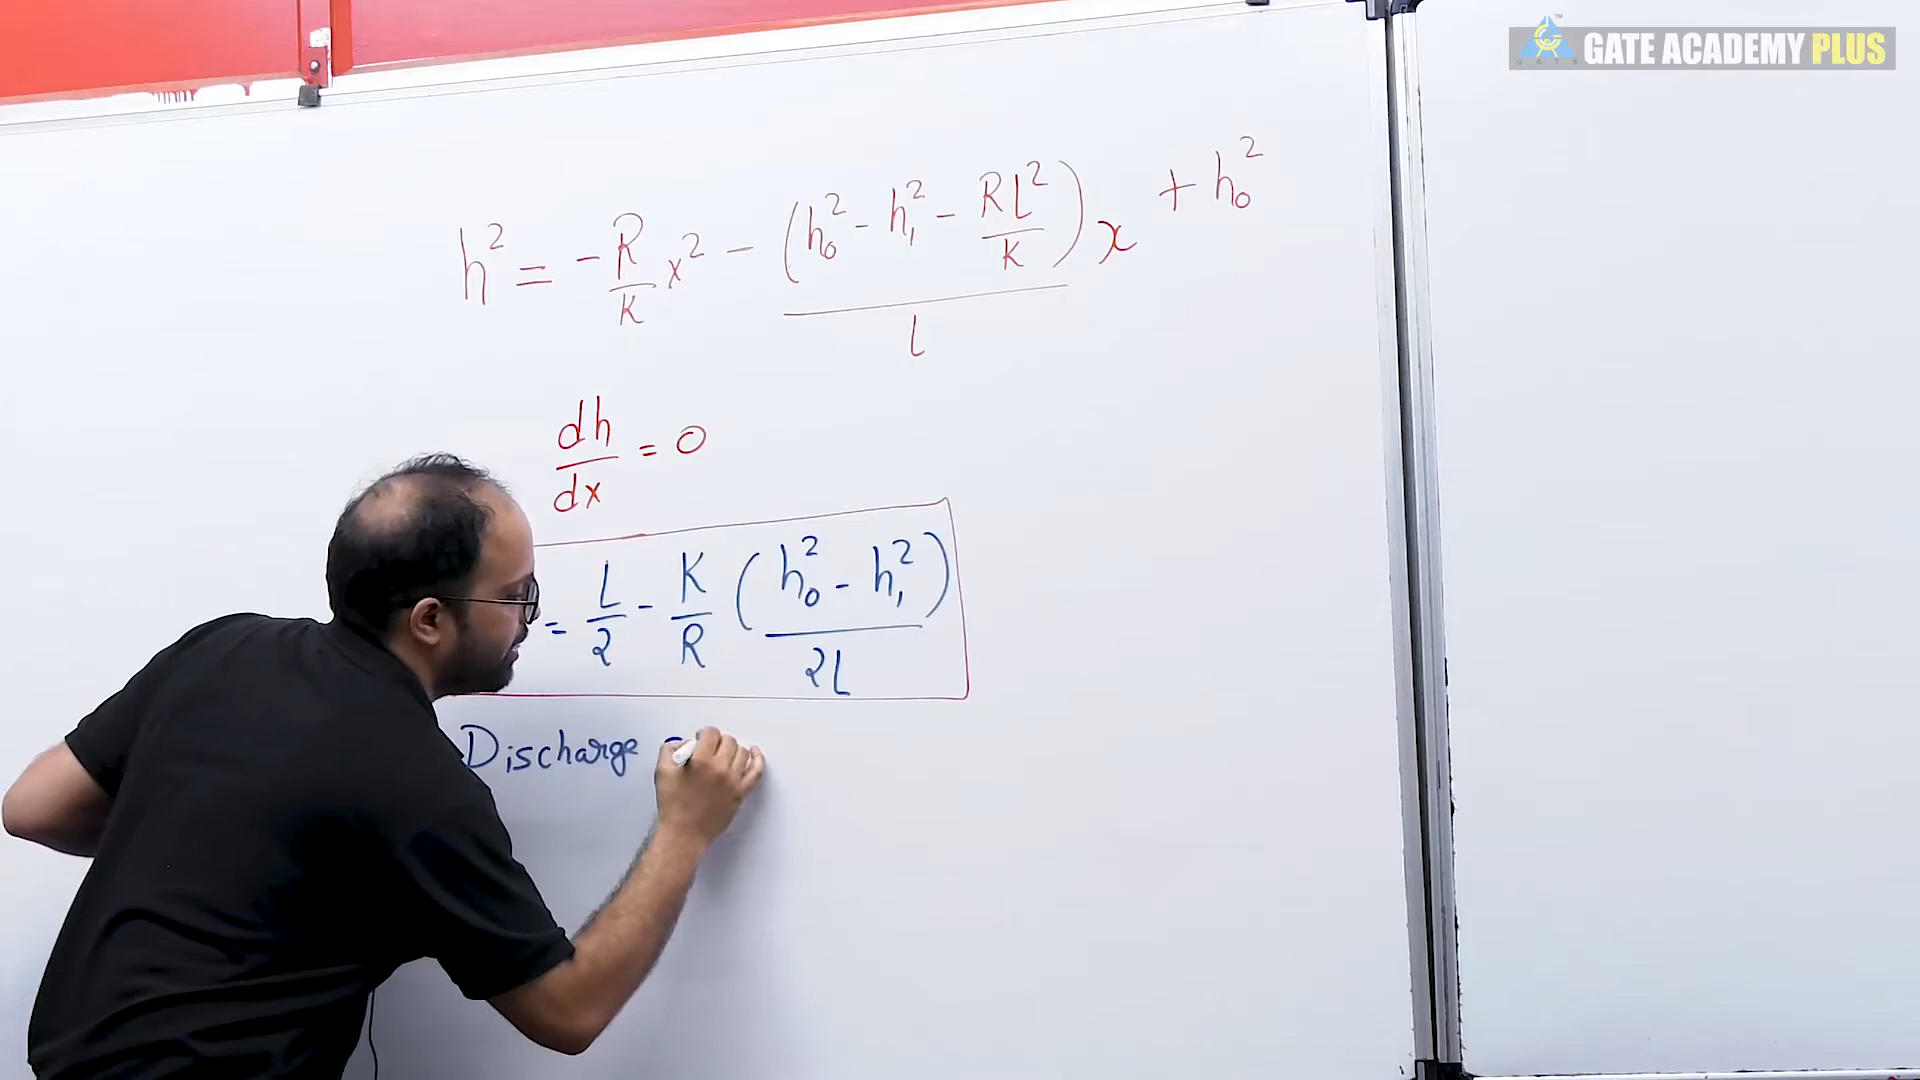 GATE ACADEMY PLUS
h² = -R/K x² - (h₀² - h₁² - RL²/K)/L x + h₀²
dh/dx = 0
= L/2 - K/R (h₀² - h₁²)/2L
Discharge